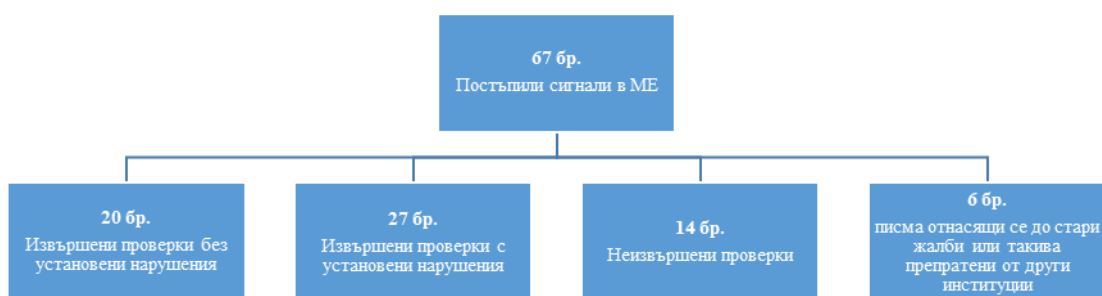 67 бр.
Постъпили сигнали в МЕ
20 бр.
Извършени проверки без
установени нарушения
27 бр.
Извършени проверки с
установени нарушения
14 бр.
Неизвършени проверки
6 бр.
писма отнасящи се до стари
жалби или такива
препратени от други
институции